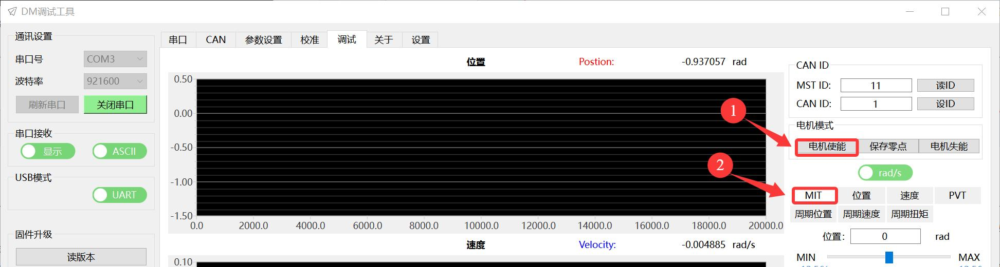 DM调试工具
通讯设置
串口号 COM3
波特率 921600
刷新串口 关闭串口
串口接收
显示 ASCII
USB模式
UART
固件升级
读版本
串口 CAN 参数设置 校准 调试 关于 设置
位置 Postion: -0.937057 rad
0.50
0.00
-0.50
-1.00
-1.50
0.0 2000.0 4000.0 6000.0 8000.0 10000.0 12000.0 14000.0 16000.0 18000.0 20000.0
速度 Velocity: -0.004885 rad/s
0.10
1
2
CAN ID
MST ID: 11 读ID
CAN ID: 1 设ID
电机模式
电机使能 保存零点 电机失能
rad/s
MIT 位置 速度 PVT
周期位置 周期速度 周期扭矩
位置: 0 rad
MIN MAX